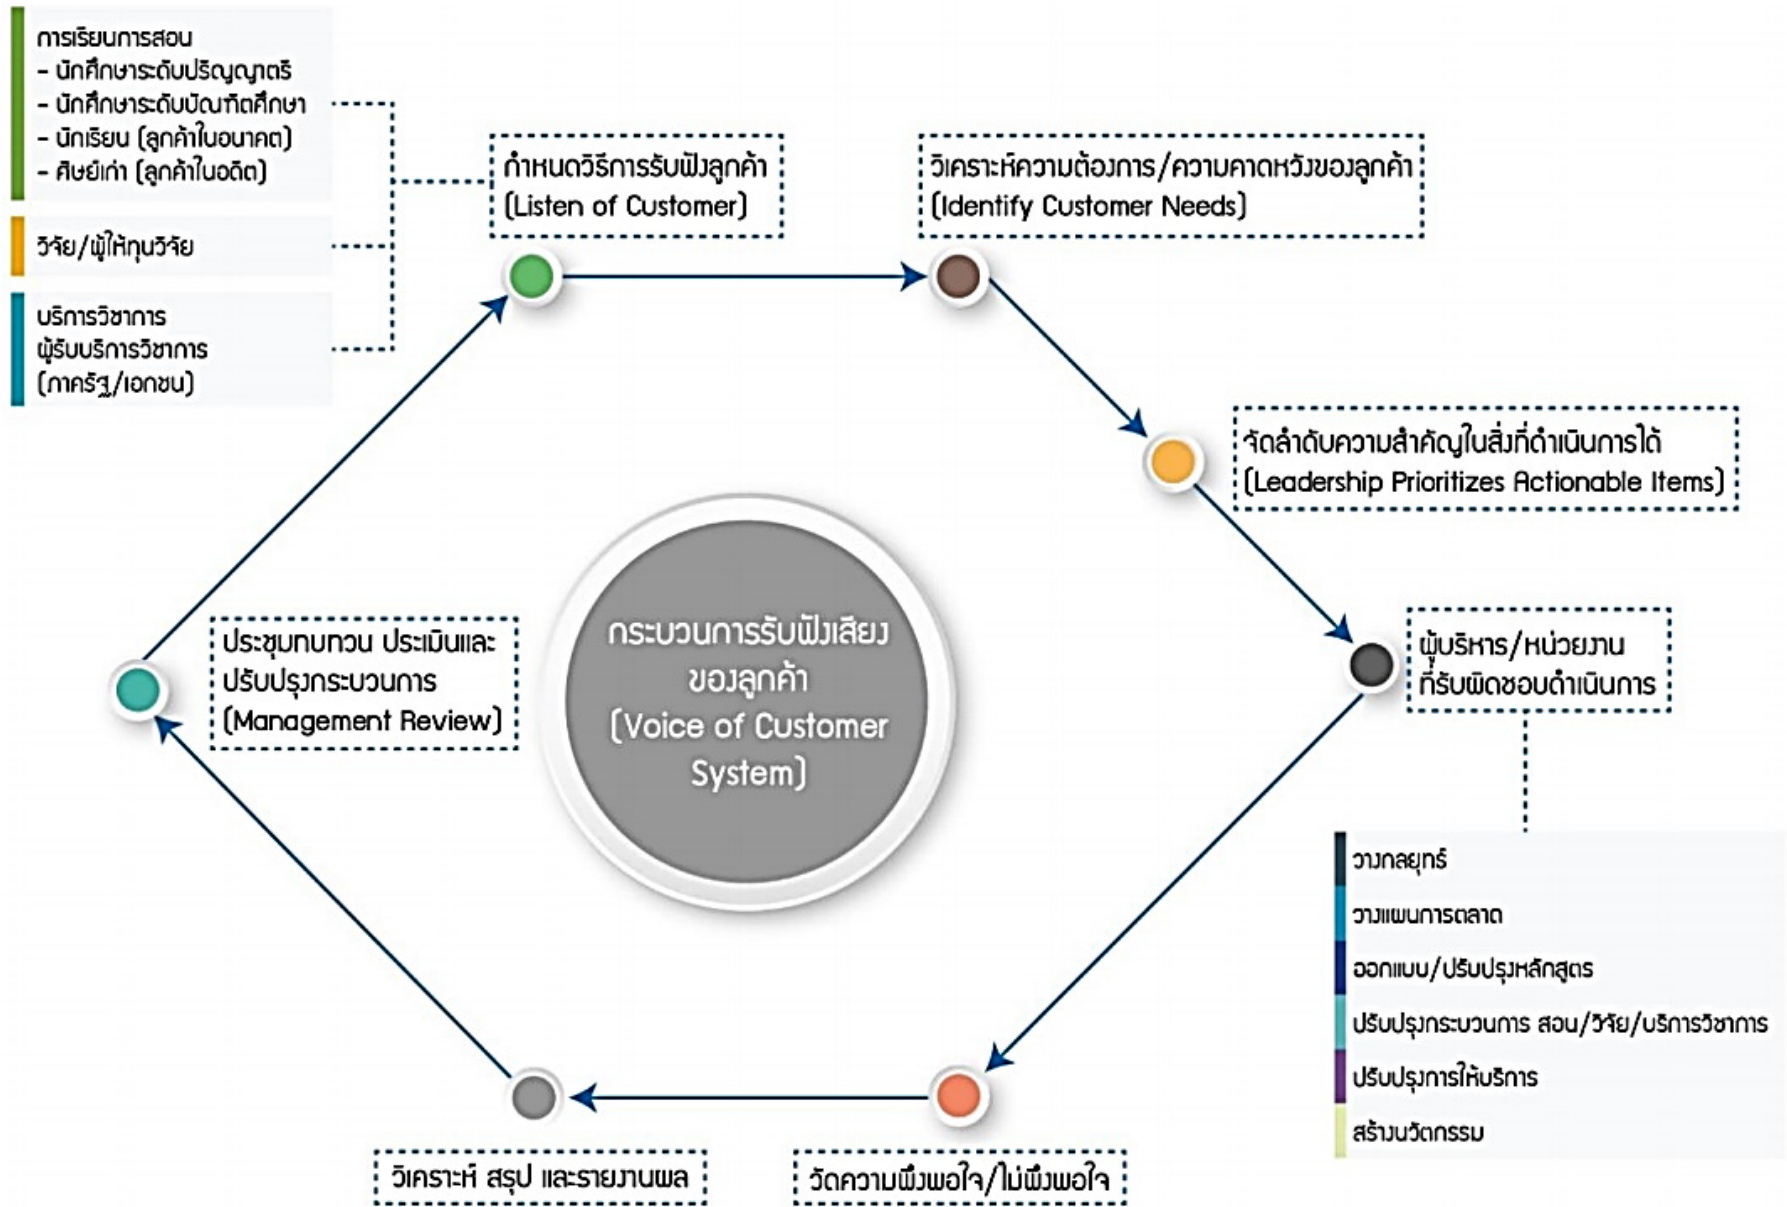 การเรียนการสอน
- นักศึกษาระดับปริญญาตรี
- นักศึกษาระดับบัณฑิตศึกษา
- นักเรียน (ลูกค้าในอนาคต)
- ศิษย์เก่า (ลูกค้าในอดีต)
วิจัย/ผู้ให้ทุนวิจัย
บริการวิชาการ
ผู้รับบริการวิชาการ
(ภาครัฐ/เอกชน)
กำหนดวิธีการรับฟังลูกค้า
(Listen of Customer)
วิเคราะห์ความต้องการ/ความคาดหวังของลูกค้า
(Identify Customer Needs)
จัดลำดับความสำคัญในสิ่งที่ดำเนินการได้
(Leadership Prioritizes Actionable Items)
ผู้บริหาร/หน่วยงาน
ที่รับผิดชอบดำเนินการ
วางกลยุทธ์
วางแผนการตลาด
ออกแบบ/ปรับปรุงหลักสูตร
ปรับปรุงกระบวนการ สอน/วิจัย/บริการวิชาการ
ปรับปรุงการให้บริการ
สร้างนวัตกรรม
วัดความพึงพอใจ/ไม่พึงพอใจ
วิเคราะห์ สรุป และรายงานผล
ประชุมทบทวน ประเมินและ
ปรับปรุงกระบวนการ
(Management Review)
กระบวนการรับฟังเสียง
ของลูกค้า
(Voice of Customer
System)